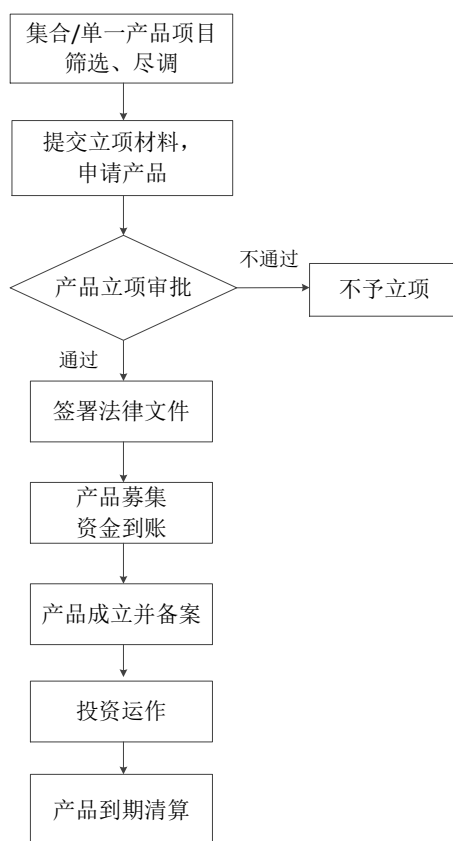 集合/单一产品项目
筛选、尽调
提交立项材料，
申请产品
产品立项审批
不通过
不予立项
通过
签署法律文件
产品募集
资金到账
产品成立并备案
投资运作
产品到期清算